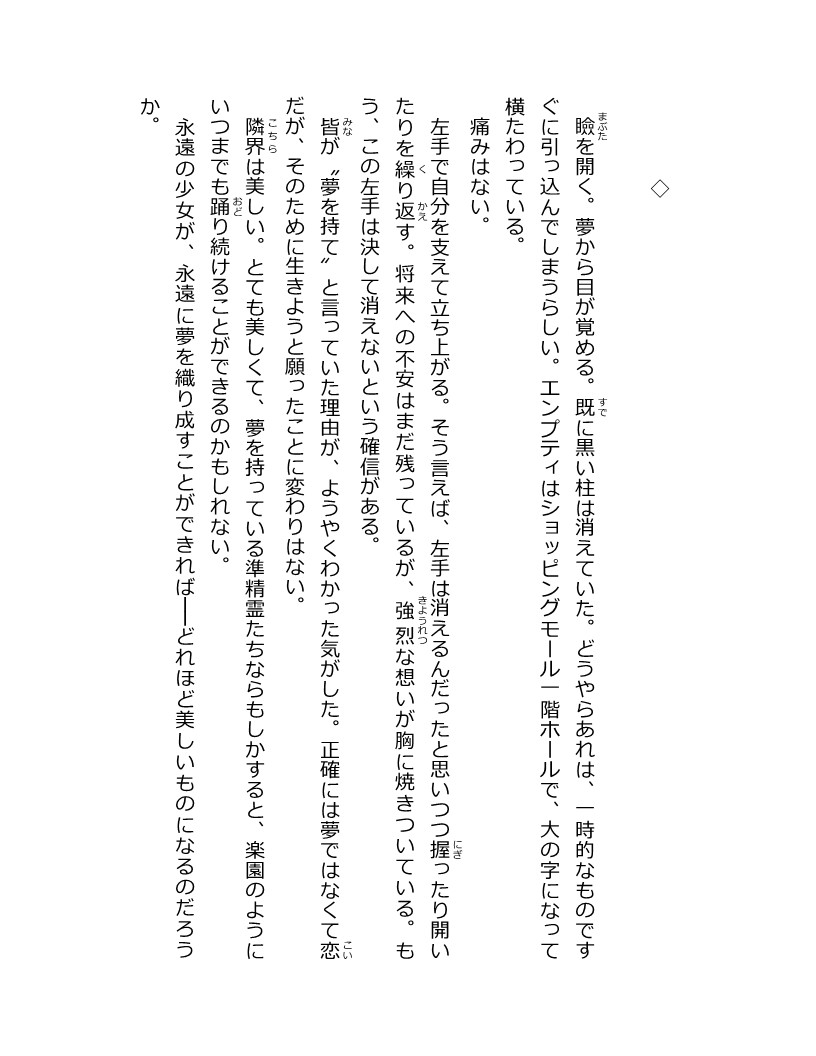 ◇
瞼を開く。夢から目が覚める。既に黒い柱は消えていた。どうやらあれは、一時的なものです
ぐに引っ込んでしまうらしい。エンプティはショッピングモール一階ホールで、大の字になって
横たわっている。
痛みはない。
左手で自分を支えて立ち上がる。そう言えば、左手は消えるんだったと思いつつ握ったり開い
たりを繰り返す。将来への不安はまだ残っているが、強烈な想いが胸に焼きついている。も
う、この左手は決して消えないという確信がある。
皆が〝夢を持て〟と言っていた理由が、ようやくわかった気がした。正確には夢ではなくて恋
だが、そのために生きようと願ったことに変わりはない。
隣界は美しい。とても美しくて、夢を持っている準精霊たちならもしかすると、楽園のように
いつまでも踊り続けることができるのかもしれない。
永遠の少女が、永遠に夢を織り成すことができれば――どれほど美しいものになるのだろう
か。